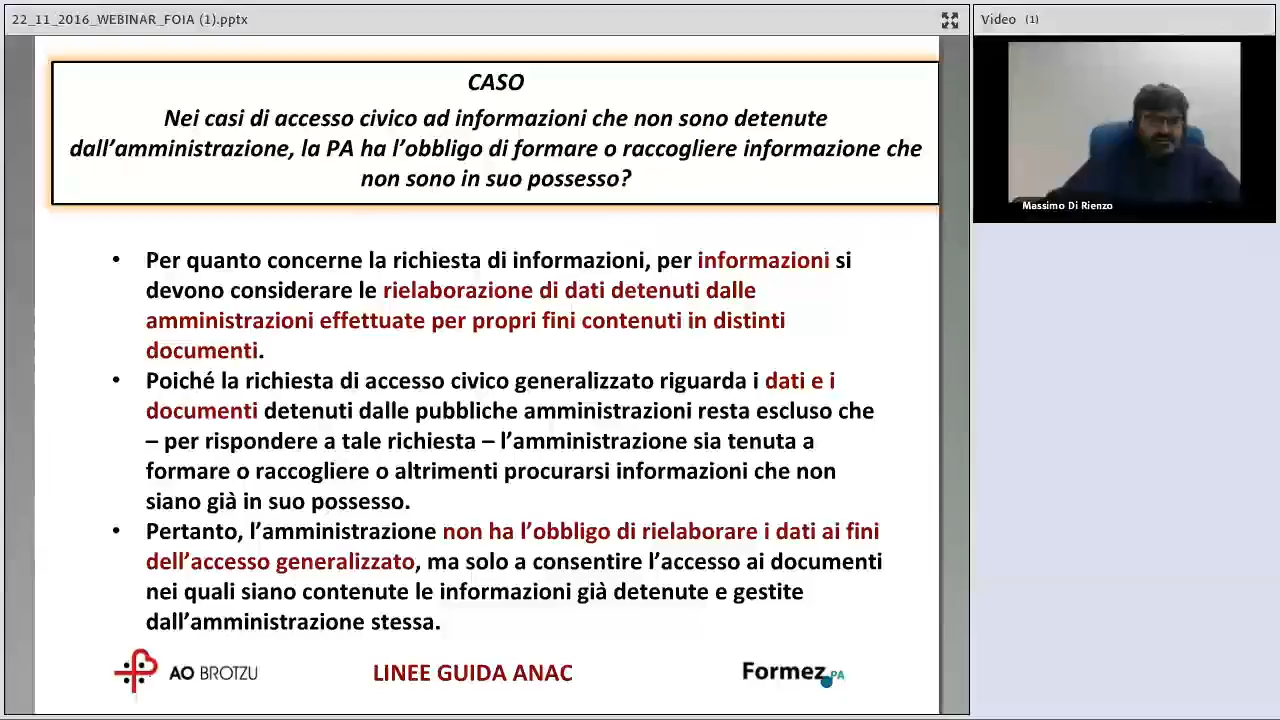 22_11_2016_WEBINAR_FOIA (1).pptx
Video (1)
CASO
Nei casi di accesso civico ad informazioni che non sono detenute
dall’amministrazione, la PA ha l’obbligo di formare o raccogliere informazione che
non sono in suo possesso?
Massimo Di Rienzo
• Per quanto concerne la richiesta di informazioni, per informazioni si
devono considerare le rielaborazione di dati detenuti dalle
amministrazioni effettuate per propri fini contenuti in distinti
documenti.
• Poiché la richiesta di accesso civico generalizzato riguarda i dati e i
documenti detenuti dalle pubbliche amministrazioni resta escluso che
– per rispondere a tale richiesta – l’amministrazione sia tenuta a
formare o raccogliere o altrimenti procurarsi informazioni che non
siano già in suo possesso.
• Pertanto, l’amministrazione non ha l’obbligo di rielaborare i dati ai fini
dell’accesso generalizzato, ma solo a consentire l’accesso ai documenti
nei quali siano contenute le informazioni già detenute e gestite
dall’amministrazione stessa.
AO BROTZU
LINEE GUIDA ANAC
Formez PA